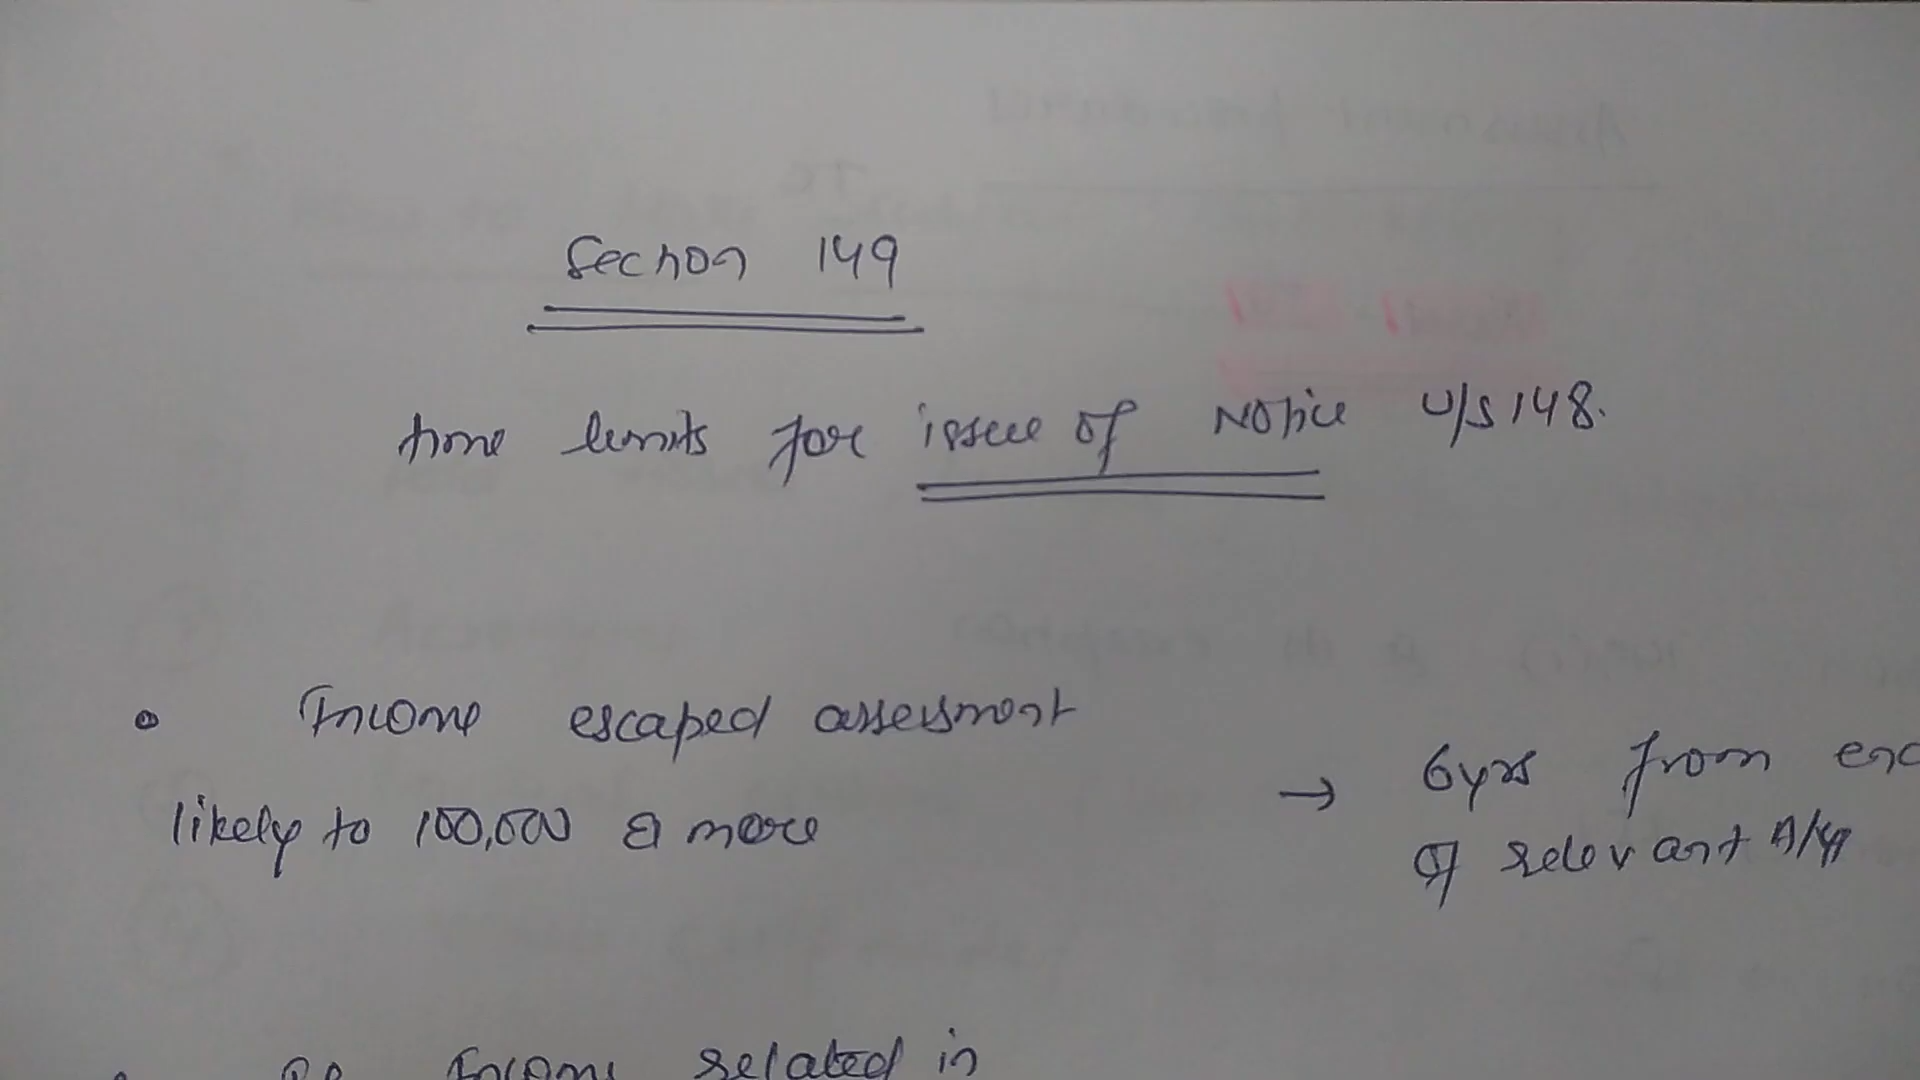 Section 149
time limits for issue of Notice U/S 148.
Income escaped assessment
likely to 100,000 & more
→ 6yrs from end
of relevant A/Y
Income related in